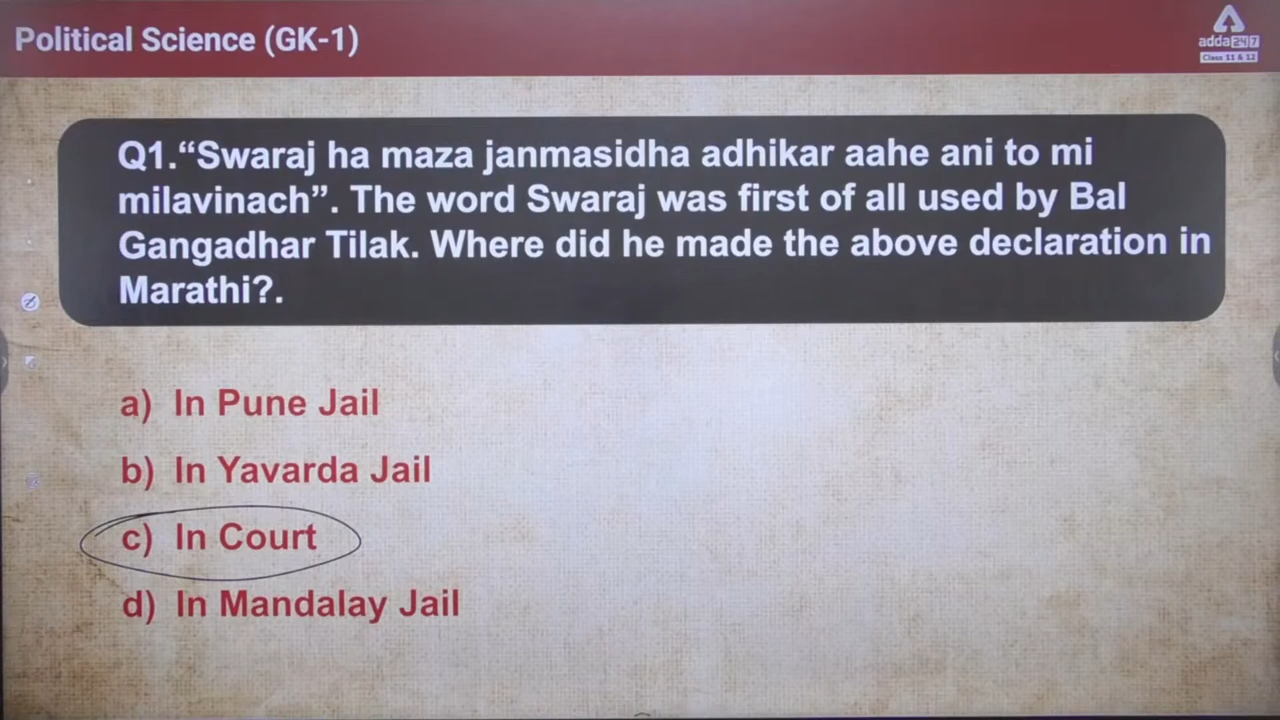 Political Science (GK-1)
adda247
Class 11 & 12
Q1.“Swaraj ha maza janmasidha adhikar aahe ani to mi
milavinach”. The word Swaraj was first of all used by Bal
Gangadhar Tilak. Where did he made the above declaration in
Marathi?.
a) In Pune Jail
b) In Yavarda Jail
c) In Court
d) In Mandalay Jail